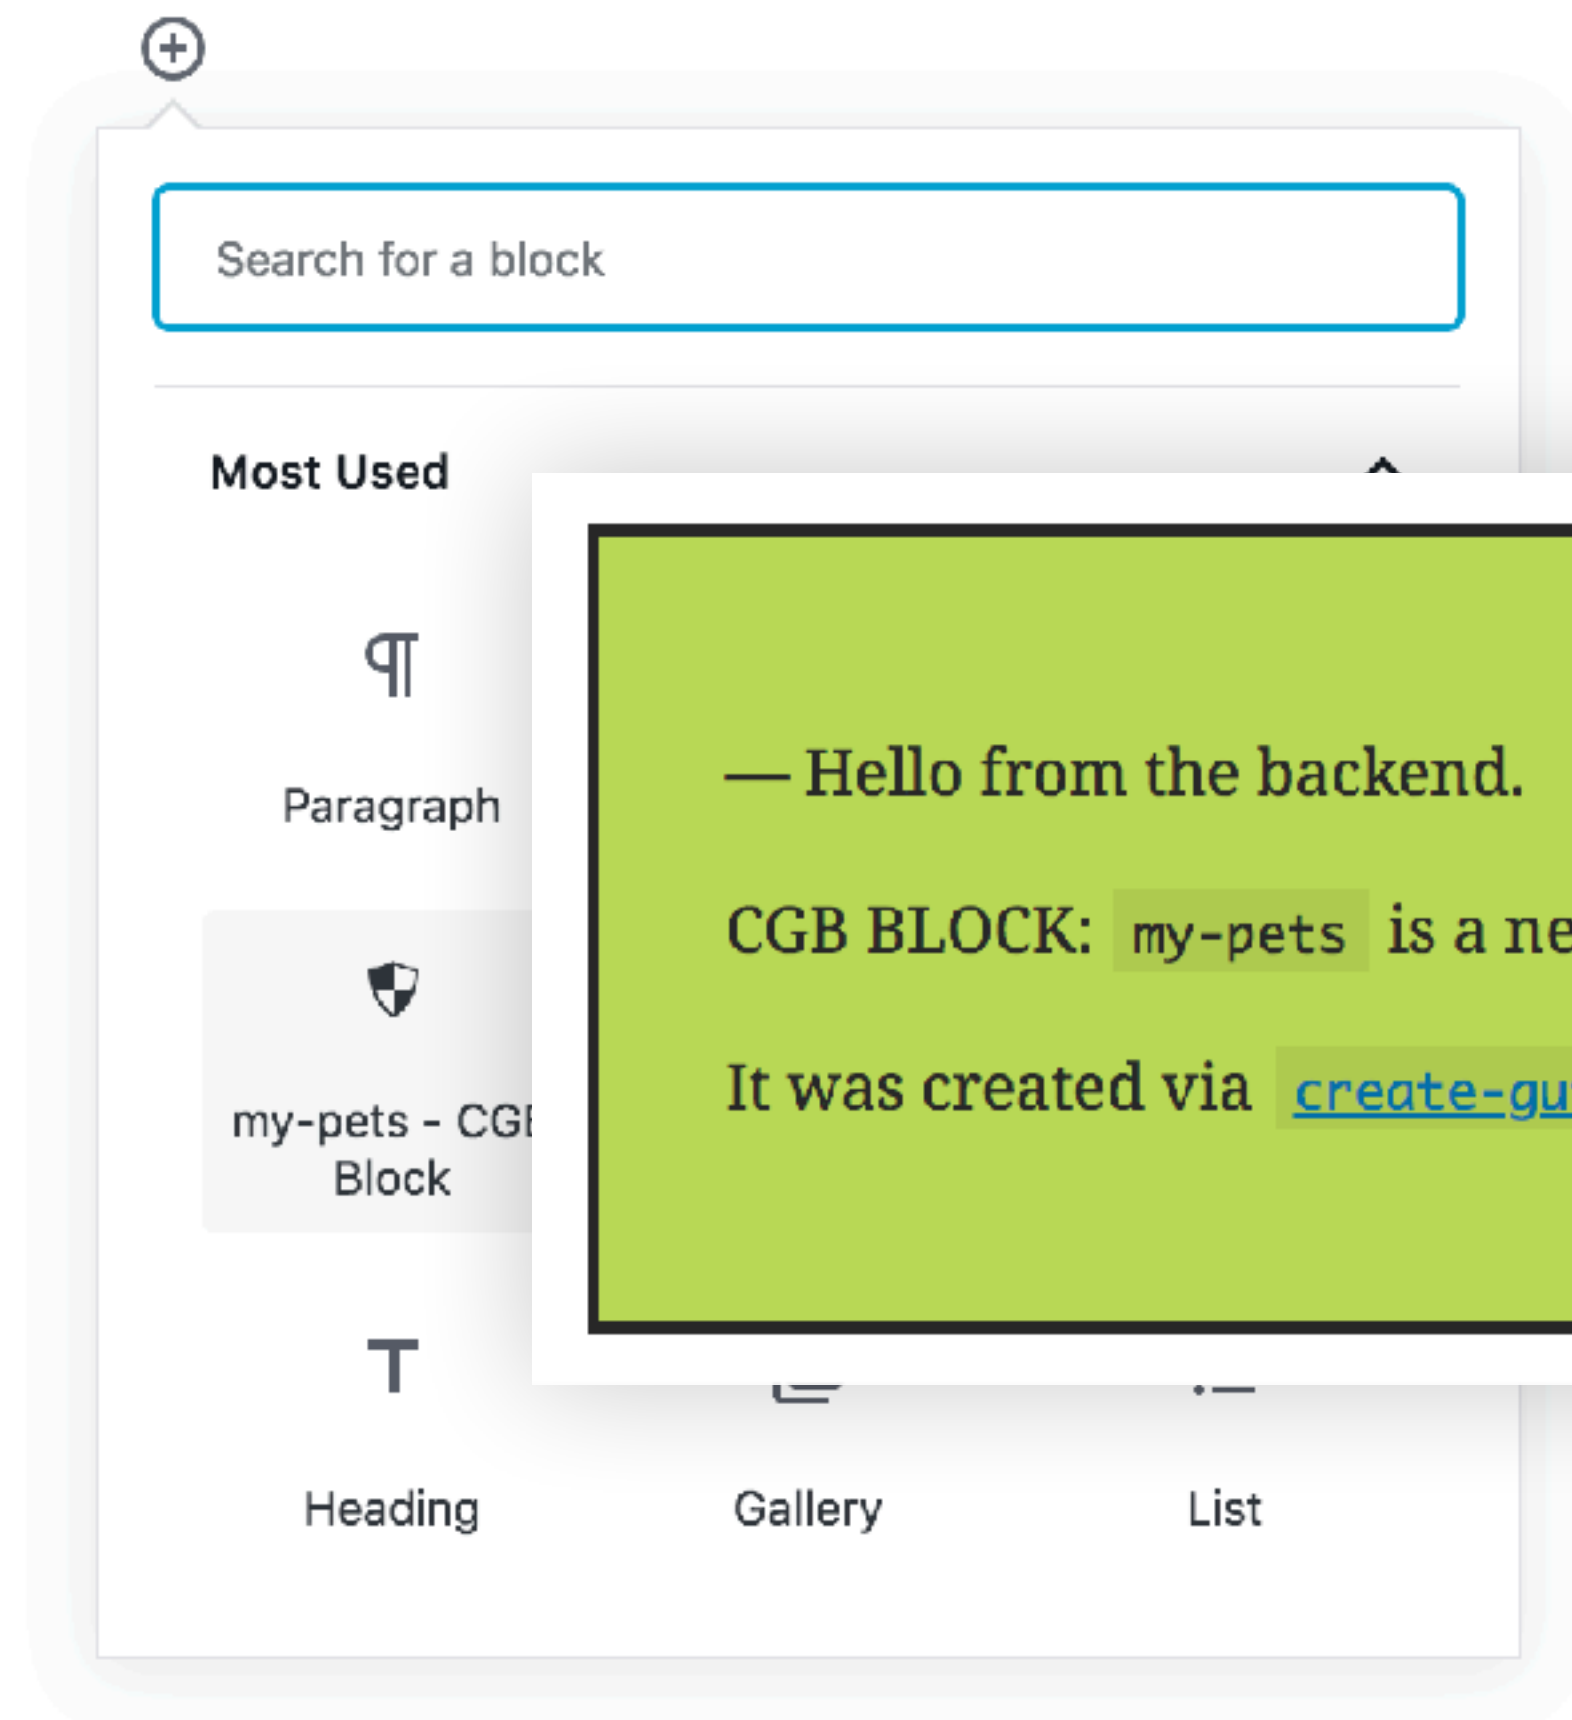 Search for a block
Most Used
Paragraph
my-pets -
Block
Heading
Gallery
List
— Hello from the backend.
CGB BLOCK: my-pets is a
It was created via